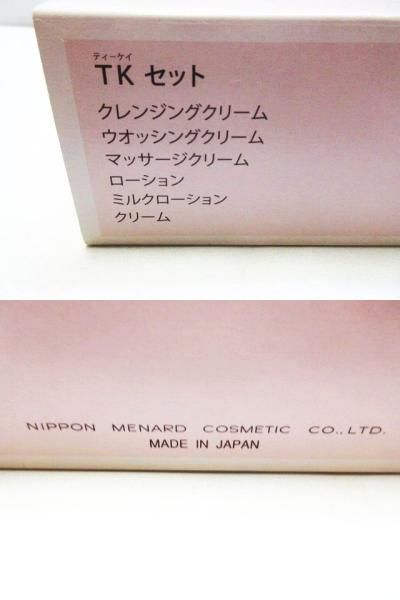 ティーケイ
TK セット
クレンジングクリーム
ウオッシングクリーム
マッサージクリーム
ローション
ミルクローション
クリーム
NIPPON MENARD COSMETIC CO.,LTD.
MADE IN JAPAN